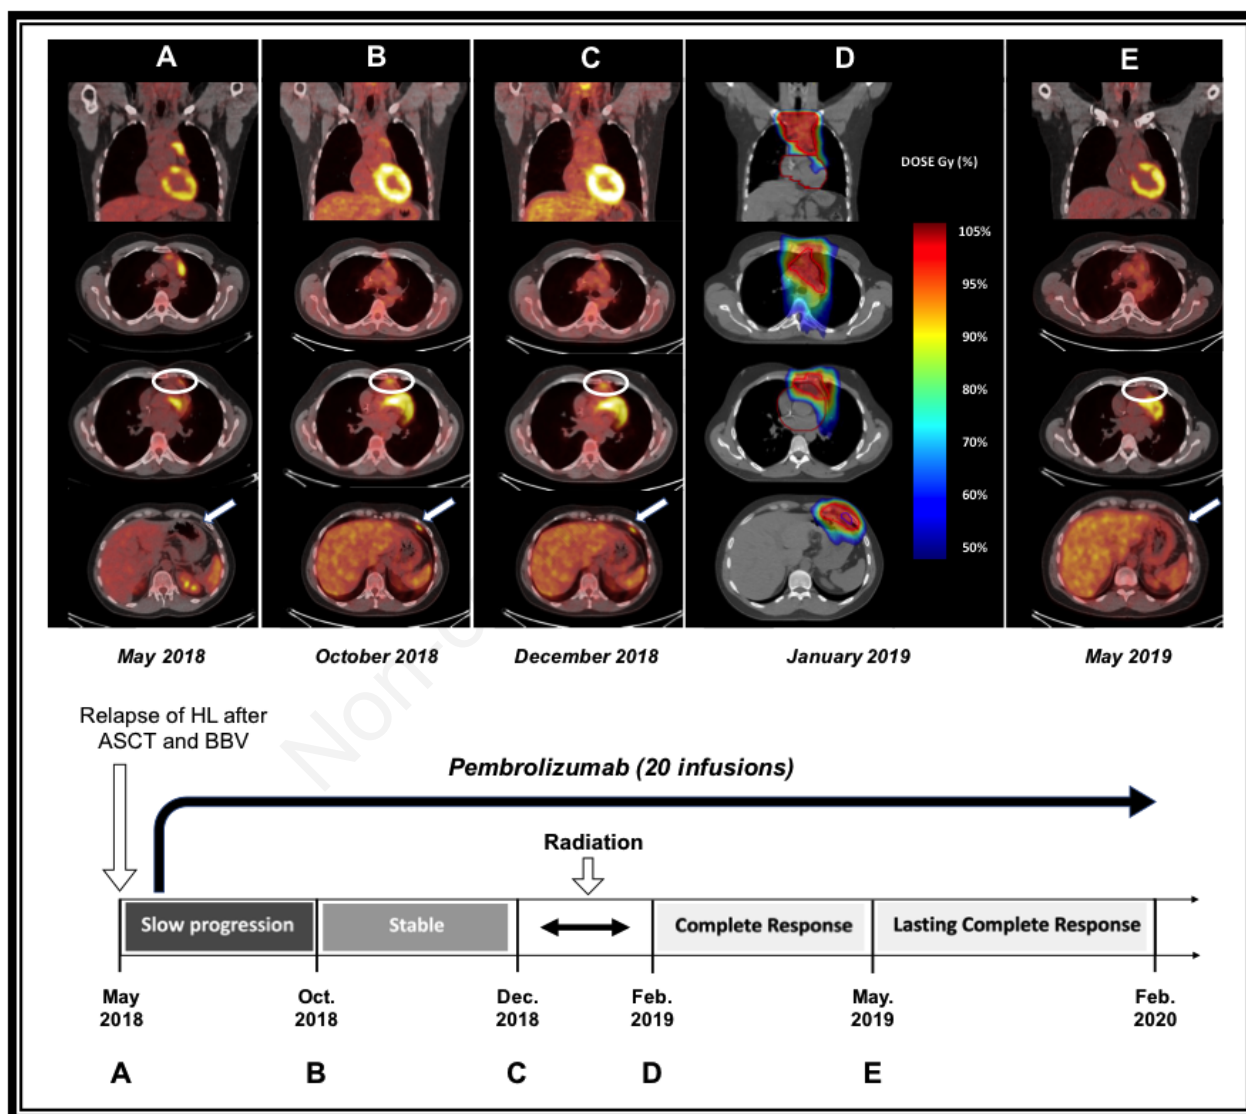 A B C D E
DOSE Gy (%)
105%
95%
90%
80%
70%
60%
50%
May 2018 October 2018 December 2018 January 2019 May 2019
Relapse of HL after
ASCT and BBV
Pembrolizumab (20 infusions)
Radiation
Slow progression Stable Complete Response Lasting Complete Response
May Oct. Dec. Feb. May. Feb.
2018 2018 2018 2019 2019 2020
A B C D E